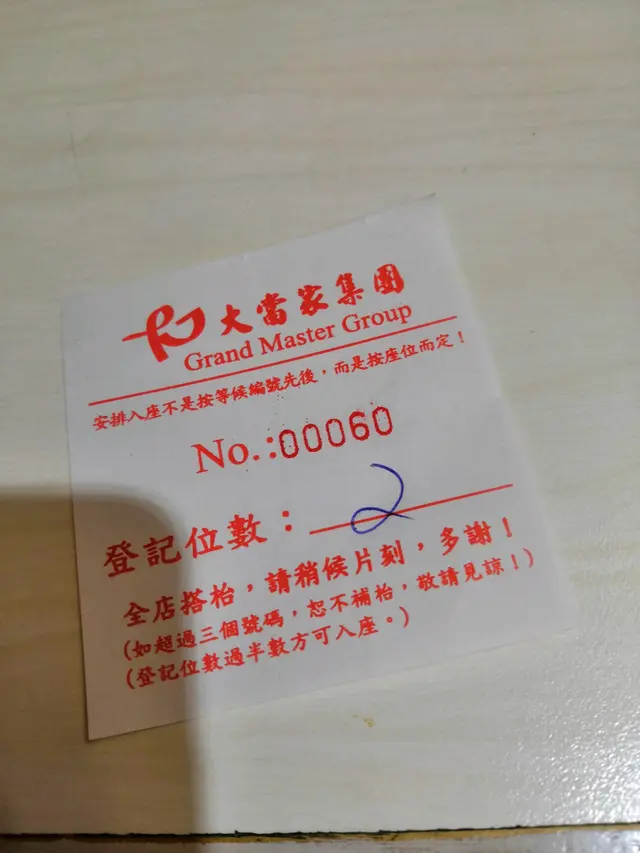 大當家集團
Grand Master Group
安排入座不是按等候編號先後，而是按座位而定！
No.:00060
登記位數：2
全店搭枱，請稍候片刻，多謝！
(如超過三個號碼，恕不補枱，敬請見諒！)
(登記位數過半數方可入座。)